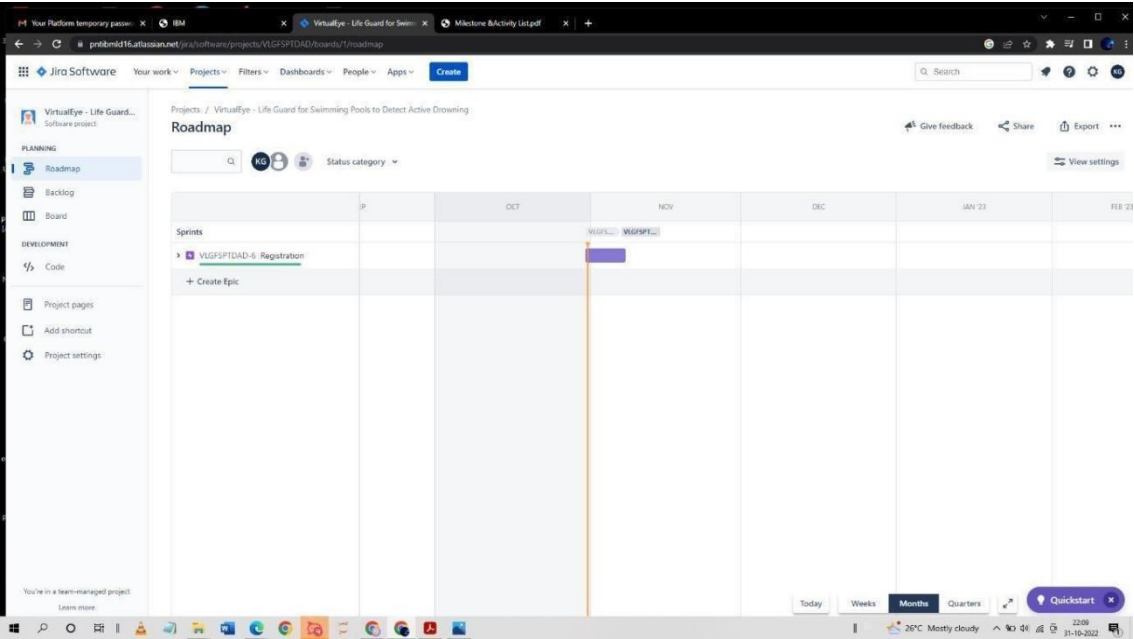 Your Platform temporary passwo
IBM
VirtualEye - Life Guard for Swimm
Milestone &Activity List.pdf
pntibmld16.atlassian.net/jira/software/projects/VLGFSPTDAD/boards/1/roadmap
Jira Software
Your work
Projects
Filters
Dashboards
People
Apps
Create
Search
KG
VirtualEye - Life Guard...
Software project
Projects / VirtualEye - Life Guard for Swimming Pools to Detect Active Drowning
Roadmap
Give feedback
Share
Export
PLANNING
Roadmap
Backlog
Board
DEVELOPMENT
Code
Project pages
Add shortcut
Project settings
KG
Status category
View settings
OCT
NOV
DEC
JAN '23
FEB '23
Sprints
VLGFS...
VLGFSPT...
VLGFSPTDAD-6 Registration
+ Create Epic
You're in a team-managed project
Learn more
Today
Weeks
Months
Quarters
Quickstart
26°C Mostly cloudy
22:09
31-10-2022